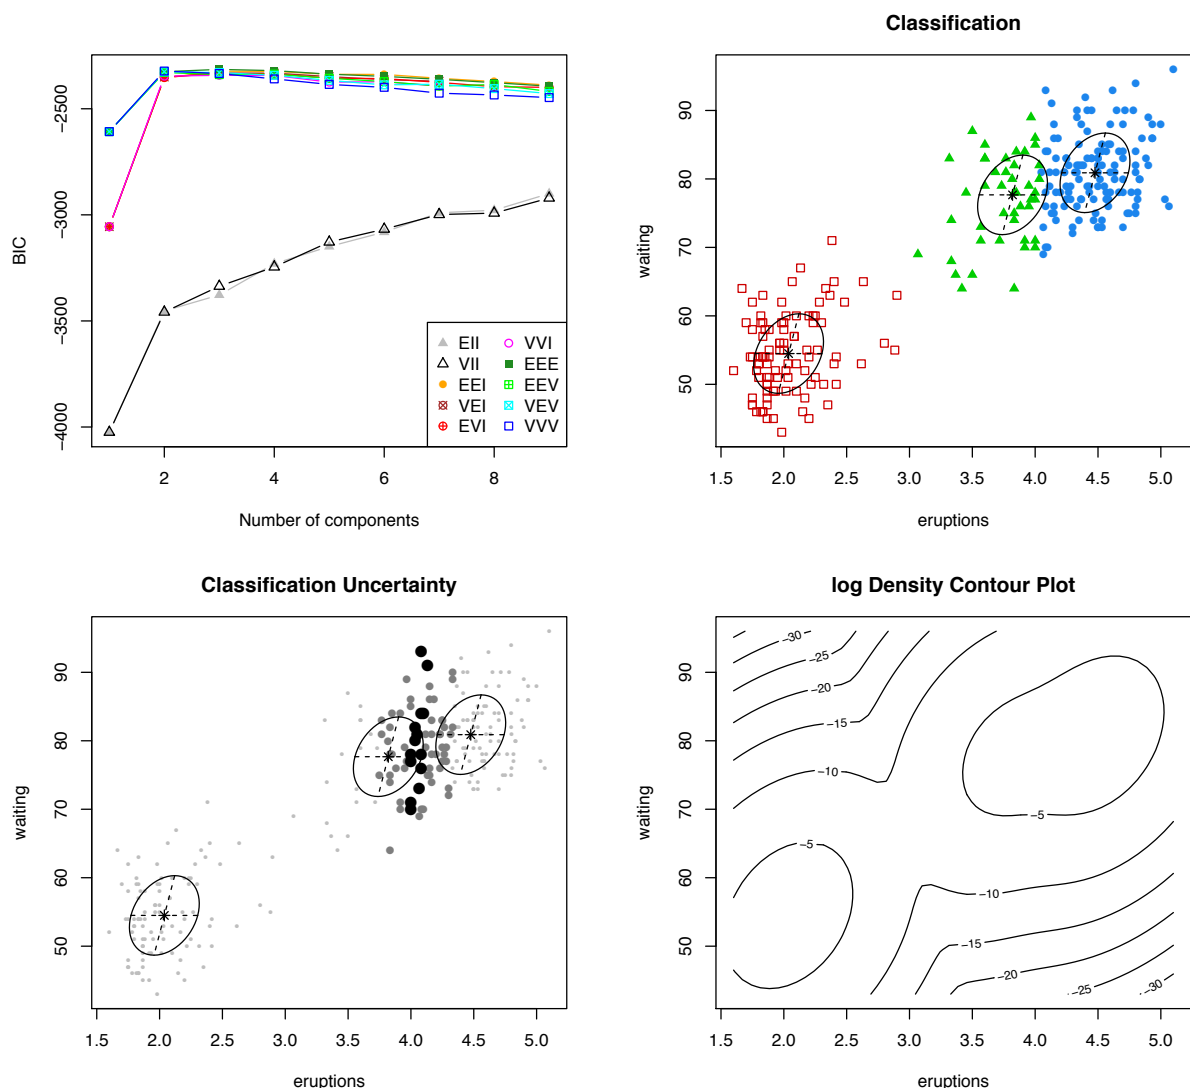 Classification
−2500
−3000
−3500
−4000
BIC
EII
VII
EEI
VEI
EVI
VVI
EEE
EEV
VEV
VVV
2
4
6
8
Number of components
90
80
70
60
50
waiting
1.5 2.0 2.5 3.0 3.5 4.0 4.5 5.0
eruptions
Classification Uncertainty
90
80
70
60
50
waiting
1.5 2.0 2.5 3.0 3.5 4.0 4.5 5.0
eruptions
log Density Contour Plot
90
80
70
60
50
waiting
−30
−25
−20
−15
−10
−5
−5
−10
−15
−20
−25
−30
1.5 2.0 2.5 3.0 3.5 4.0 4.5 5.0
eruptions